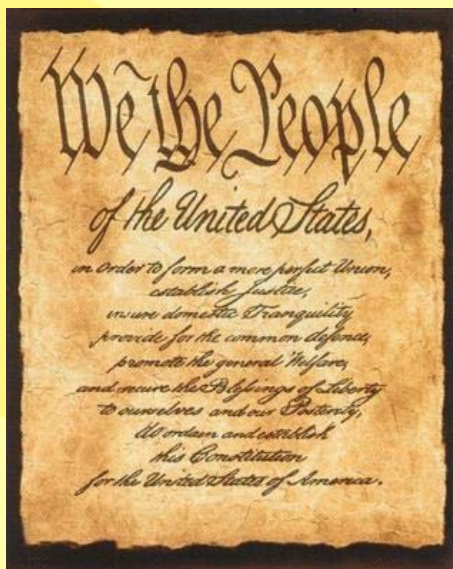 We the People
of the United States,
in Order to form a more perfect Union,
establish Justice,
insure domestic Tranquility
provide for the common defence,
promote the general Welfare,
and secure the Blessings of Liberty
to ourselves and our Posterity,
do ordain and establish
this Constitution
for the United States of America.